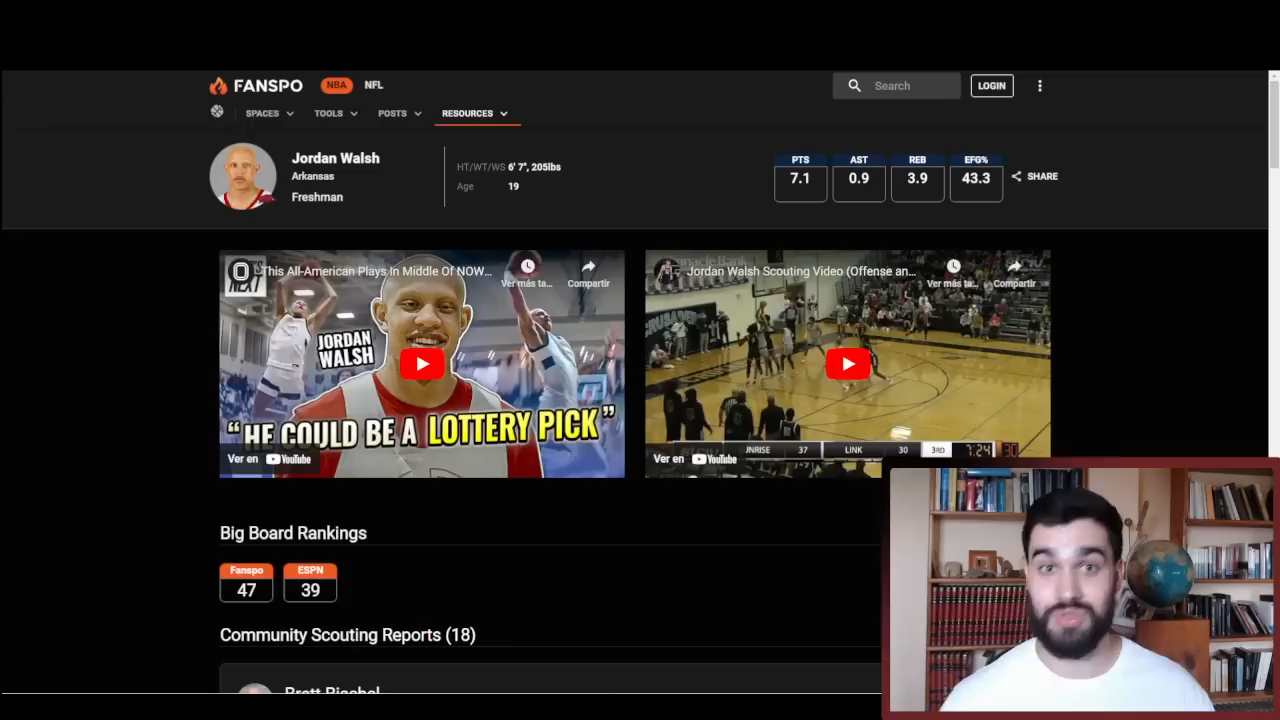 FANSPO NBA NFL Search LOGIN
SPACES TOOLS POSTS RESOURCES
Jordan Walsh
Arkansas
Freshman
HT/WT/WS 6' 7", 205lbs
Age 19
PTS AST REB EFG%
7.1 0.9 3.9 43.3
SHARE
This All-American Plays In Middle Of NOW...
Ver más ta... Compartir
JORDAN
WALSH
“HE COULD BE A LOTTERY PICK”
Ver en YouTube
Jordan Walsh Scouting Video (Offense an...
Ver más ta... Compartir
CRUSADER
LINK 30 3RD 7:24 30
37
Ver en YouTube
Big Board Rankings
Fanspo ESPN
47 39
Community Scouting Reports (18)